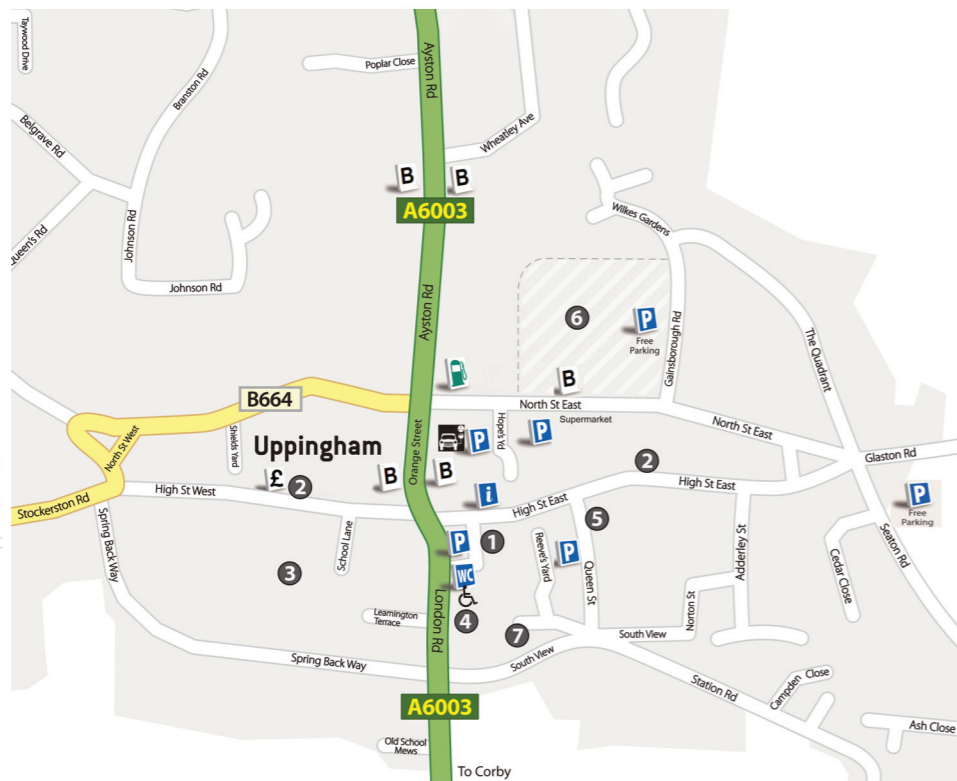 Taywood Drive
Branston Rd
Poplar Close
Ayston Rd
Wheatley Ave
Belgrave Rd
B
B
A6003
Queen's Rd
Johnson Rd
Johnson Rd
Wilkes Gardens
Ayston Rd
6
P
Free
Parking
Gainsborough Rd
The Quadrant
B664
B
North St East
Supermarket
North St West
Shields Yard
Uppingham
Orange Street
P
Hope's Yd
P
North St East
Glaston Rd
£
2
B
B
2
High St West
High St East
i
High St East
Stockerston Rd
P
Free
Parking
Spring Back Way
School Lane
P
1
Reeve's Yard
P
5
Queen St
Adderley St
Cedar Close
Seaton Rd
3
WC
London Rd
4
Leamington
Terrace
Norton St
7
South View
South View
Spring Back Way
Station Rd
Campden Close
A6003
Ash Close
Old School
Mews
To Corby